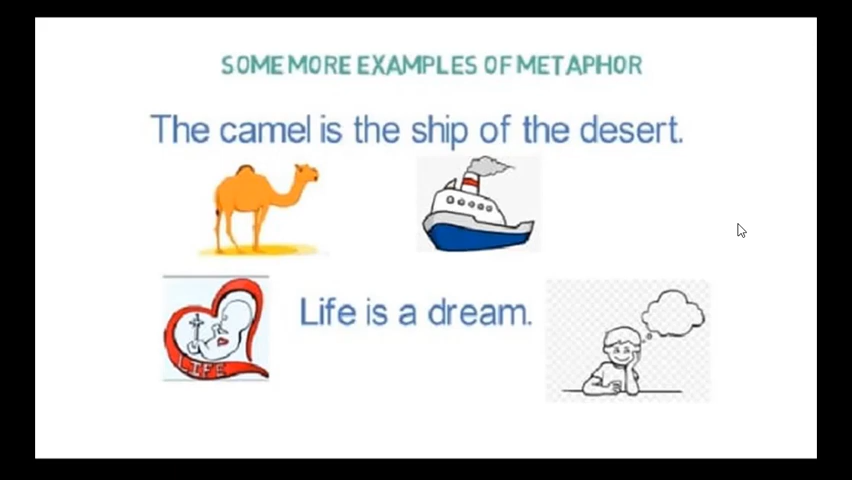 SOME MORE EXAMPLES OF METAPHOR
The camel is the ship of the desert.
Life is a dream.
LIFE